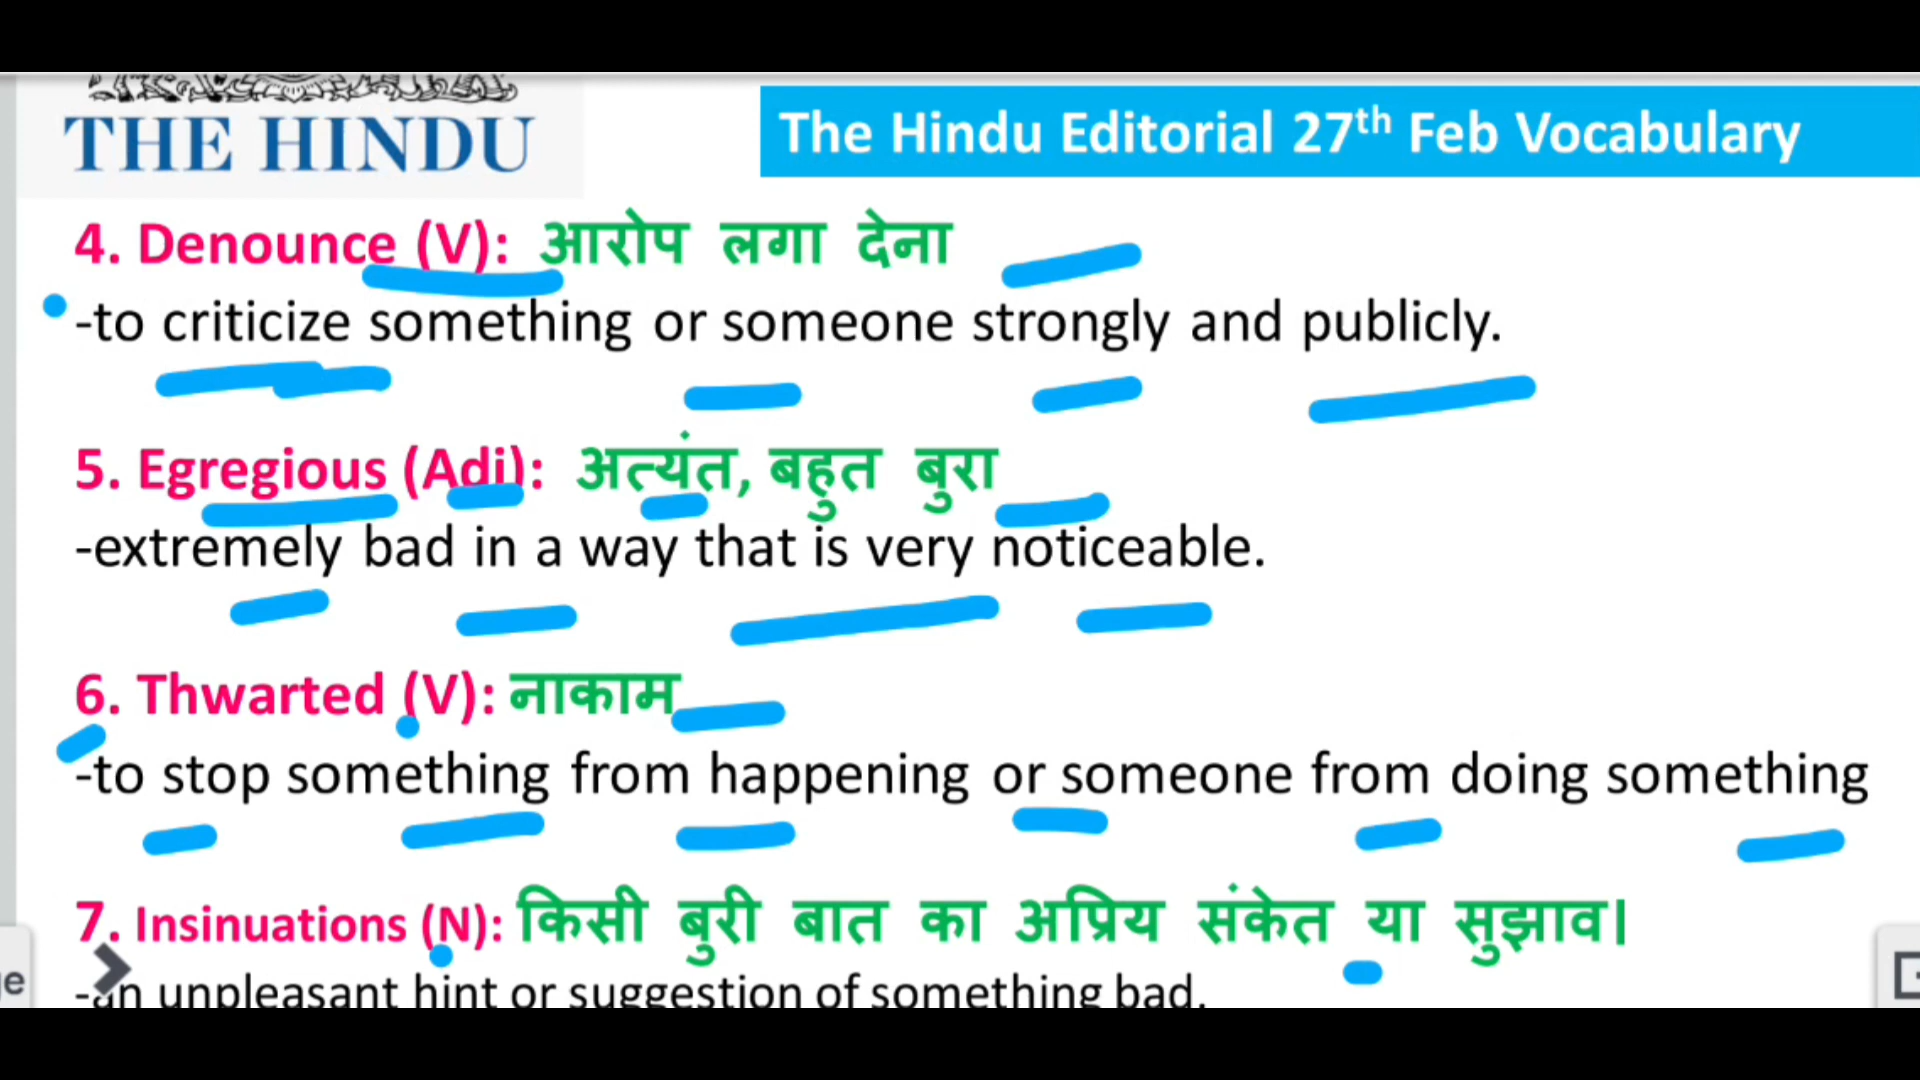 THE HINDU
The Hindu Editorial 27th Feb Vocabulary
4. Denounce (V): आरोप लगा देना
-to criticize something or someone strongly and publicly.
5. Egregious (Adj): अत्यंत, बहुत बुरा
-extremely bad in a way that is very noticeable.
6. Thwarted (V): नाकाम
-to stop something from happening or someone from doing something
7. Insinuations (N): किसी बुरी बात का अप्रिय संकेत या सुझाव।
-an unpleasant hint or suggestion of something bad.